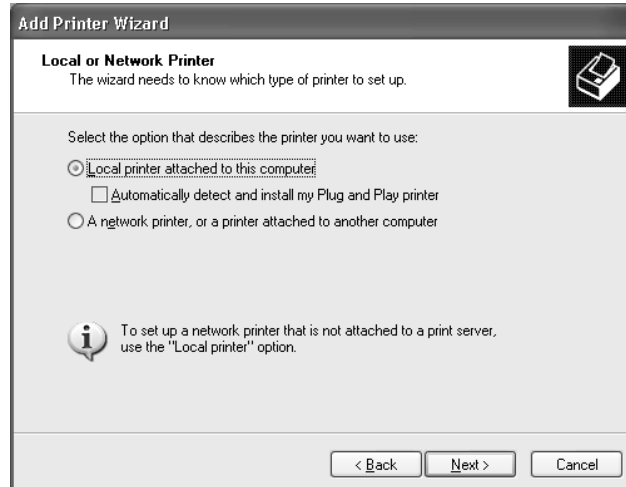 Add Printer Wizard
Local or Network Printer
The wizard needs to know which type of printer to set up.
Select the option that describes the printer you want to use:
Local printer attached to this computer
Automatically detect and install my Plug and Play printer
A network printer, or a printer attached to another computer
To set up a network printer that is not attached to a print server,
use the "Local printer" option.
< Back Next > Cancel